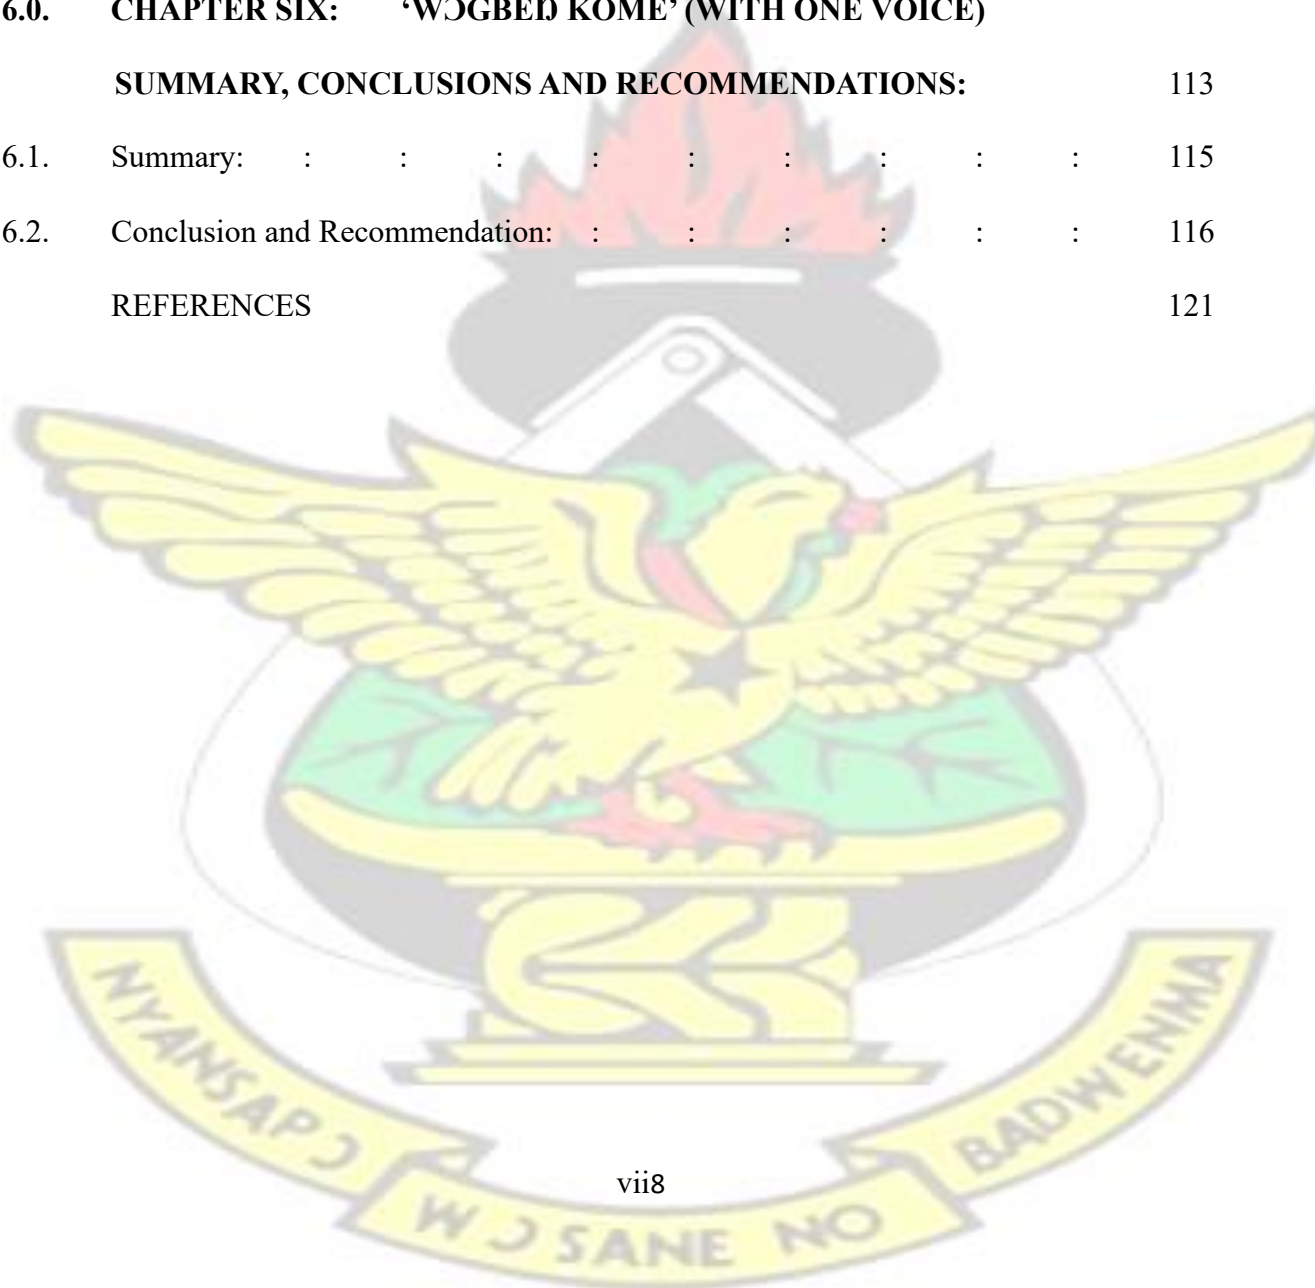 6.0. CHAPTER SIX: ‘WƆGBEŊ KOME’ (WITH ONE VOICE)
SUMMARY, CONCLUSIONS AND RECOMMENDATIONS: 113
6.1. Summary: : : : : : : : : : 115
6.2. Conclusion and Recommendation: : : : : : : 116
REFERENCES 121
NYANSAPƆ WƆSANE NO BADWENMA
vii8